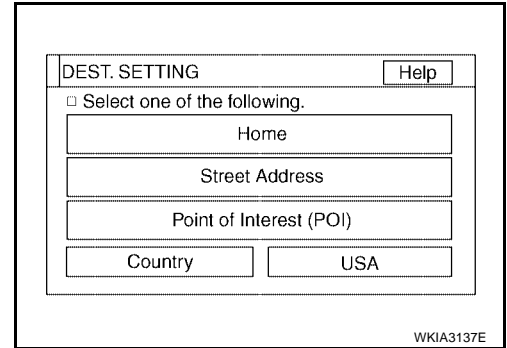 DEST. SETTING Help
□ Select one of the following.
Home
Street Address
Point of Interest (POI)
Country USA
WKIA3137E